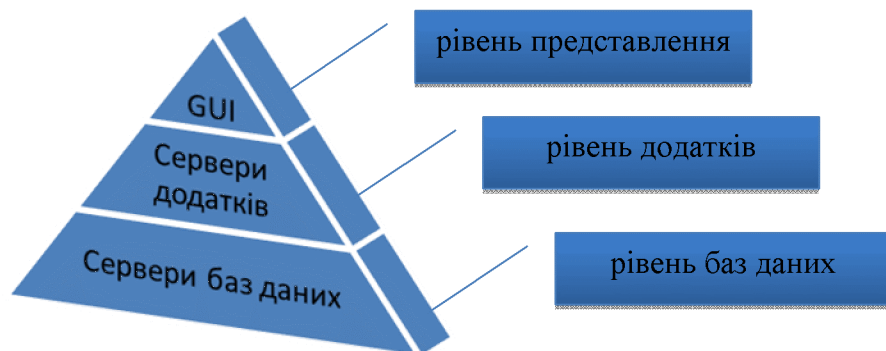 GUI
Сервери
додатків
Сервери баз даних
рівень представлення
рівень додатків
рівень баз даних